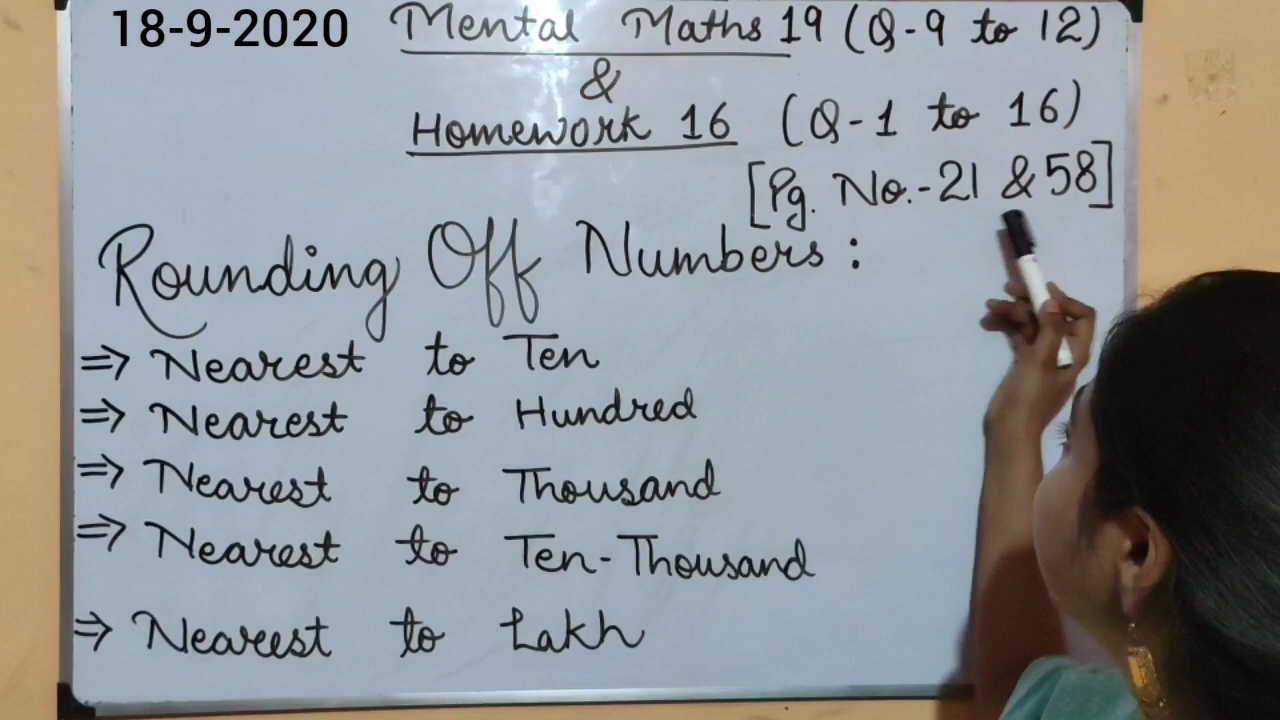 18-9-2020 Mental Maths 19 (Q-9 to 12)
&
Homework 16 (Q-1 to 16)
[Pg. No.-21 & 58]
Rounding Off Numbers:
⇒ Nearest to Ten
⇒ Nearest to Hundred
⇒ Nearest to Thousand
⇒ Nearest to Ten-Thousand
⇒ Nearest to Lakh